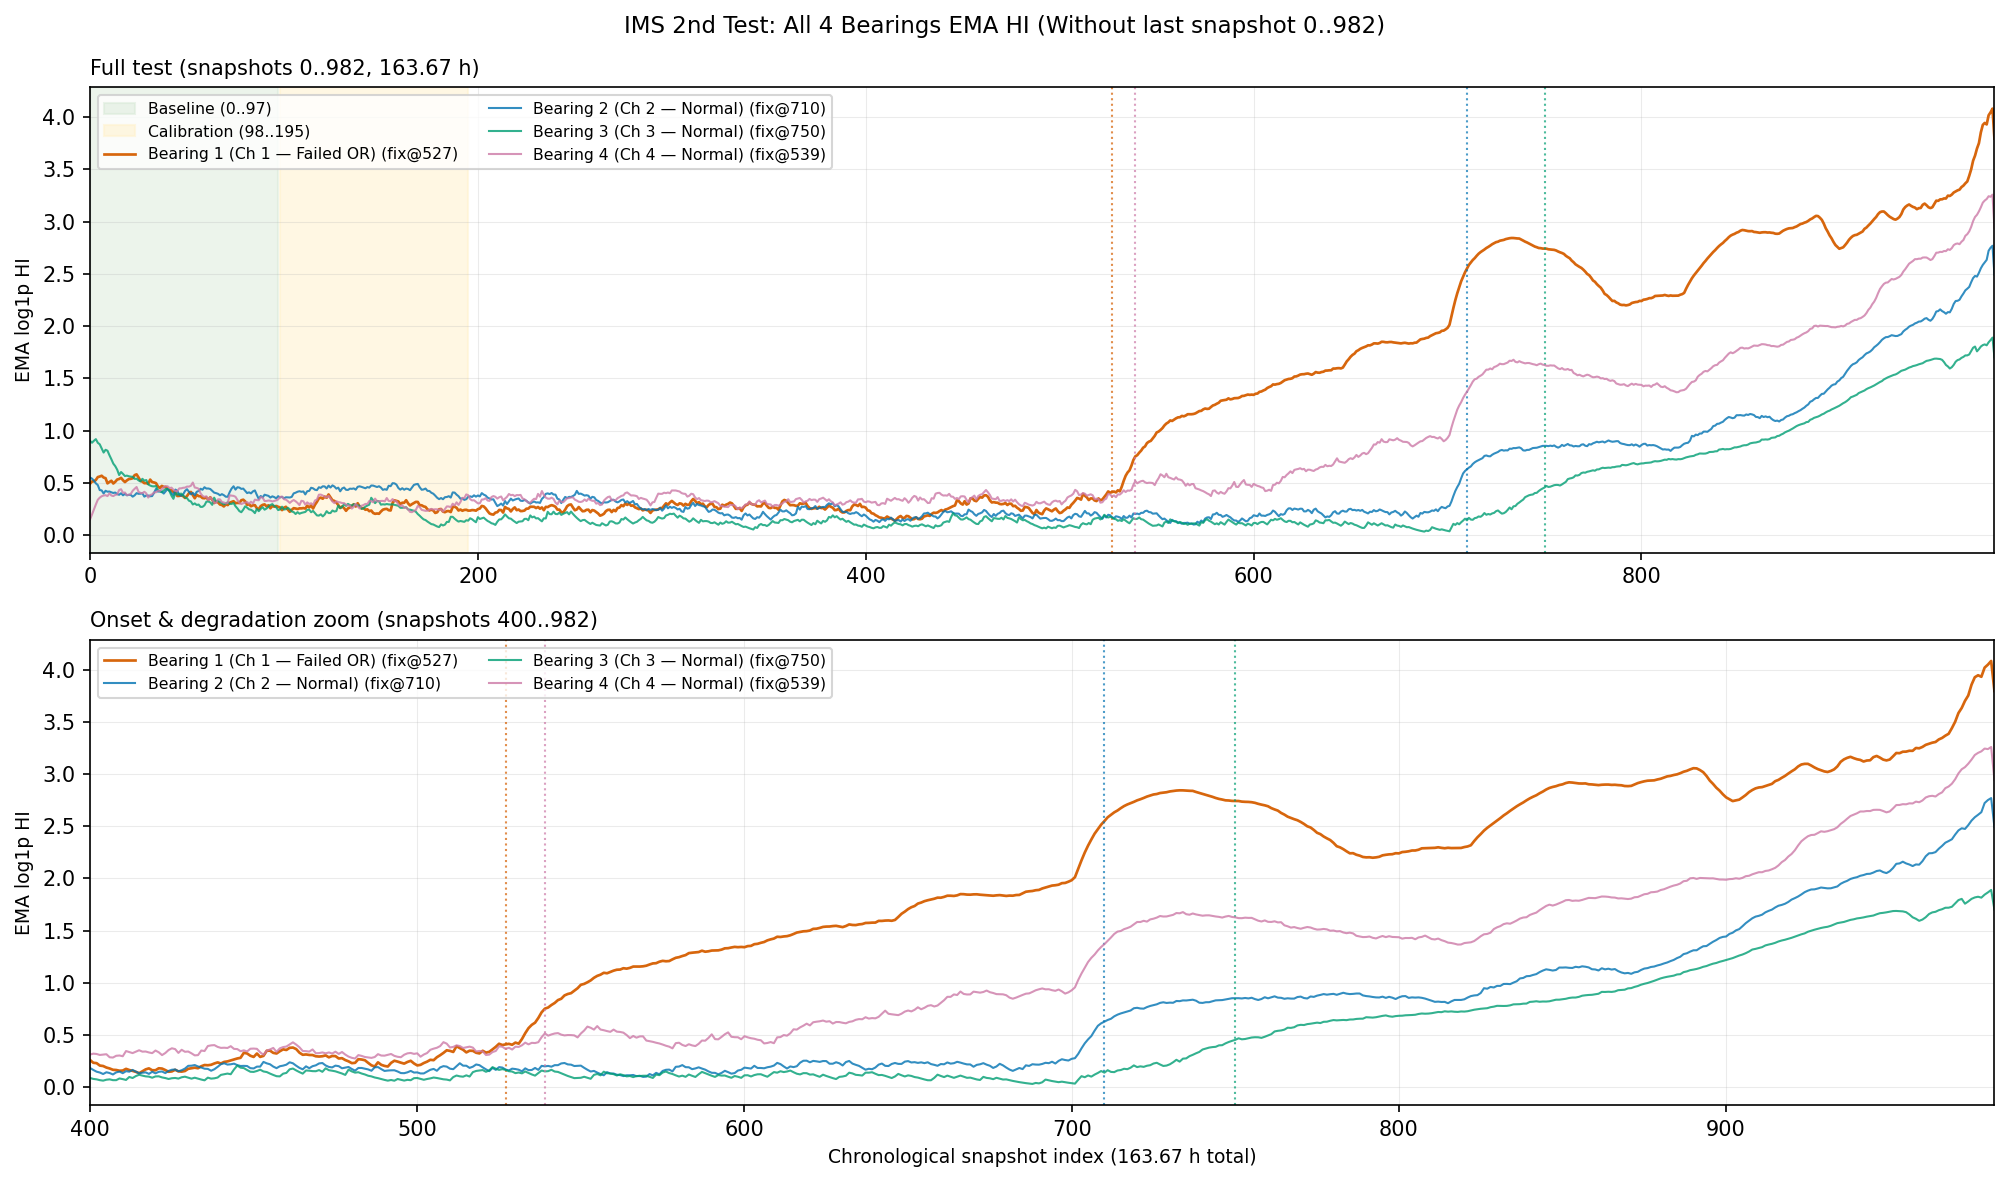 IMS 2nd Test: All 4 Bearings EMA HI (Without last snapshot 0..982)
Full test (snapshots 0..982, 163.67 h)
Baseline (0..97)
Calibration (98..195)
Bearing 1 (Ch 1 — Failed OR) (fix@527)
Bearing 2 (Ch 2 — Normal) (fix@710)
Bearing 3 (Ch 3 — Normal) (fix@750)
Bearing 4 (Ch 4 — Normal) (fix@539)
EMA log1p HI
4.0
3.5
3.0
2.5
2.0
1.5
1.0
0.5
0.0
0 200 400 600 800
Onset & degradation zoom (snapshots 400..982)
Bearing 1 (Ch 1 — Failed OR) (fix@527)
Bearing 2 (Ch 2 — Normal) (fix@710)
Bearing 3 (Ch 3 — Normal) (fix@750)
Bearing 4 (Ch 4 — Normal) (fix@539)
EMA log1p HI
4.0
3.5
3.0
2.5
2.0
1.5
1.0
0.5
0.0
400 500 600 700 800 900
Chronological snapshot index (163.67 h total)